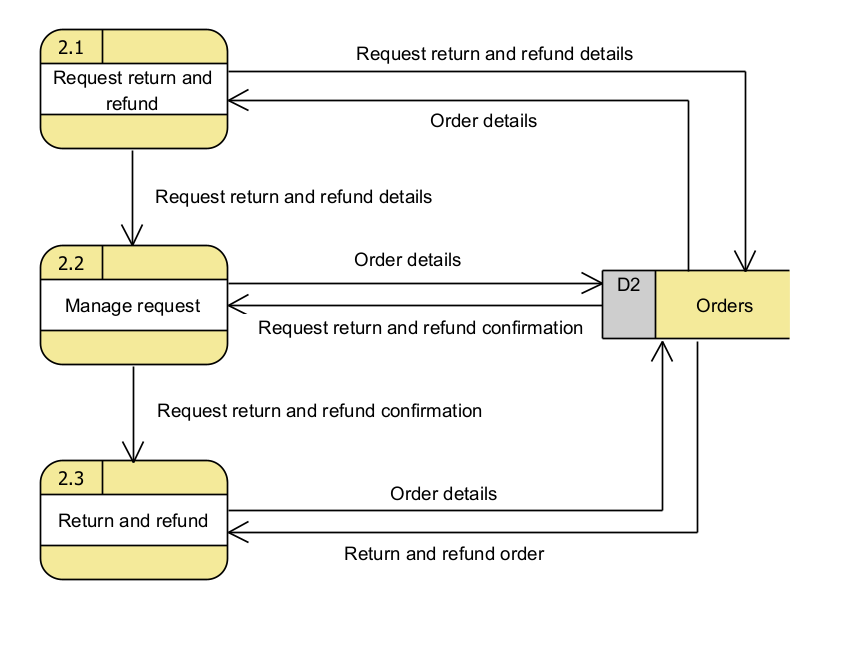 2.1
Request return and
refund
Request return and refund details
Order details
Request return and refund details
2.2
Manage request
Order details
Request return and refund confirmation
D2
Orders
Request return and refund confirmation
2.3
Return and refund
Order details
Return and refund order